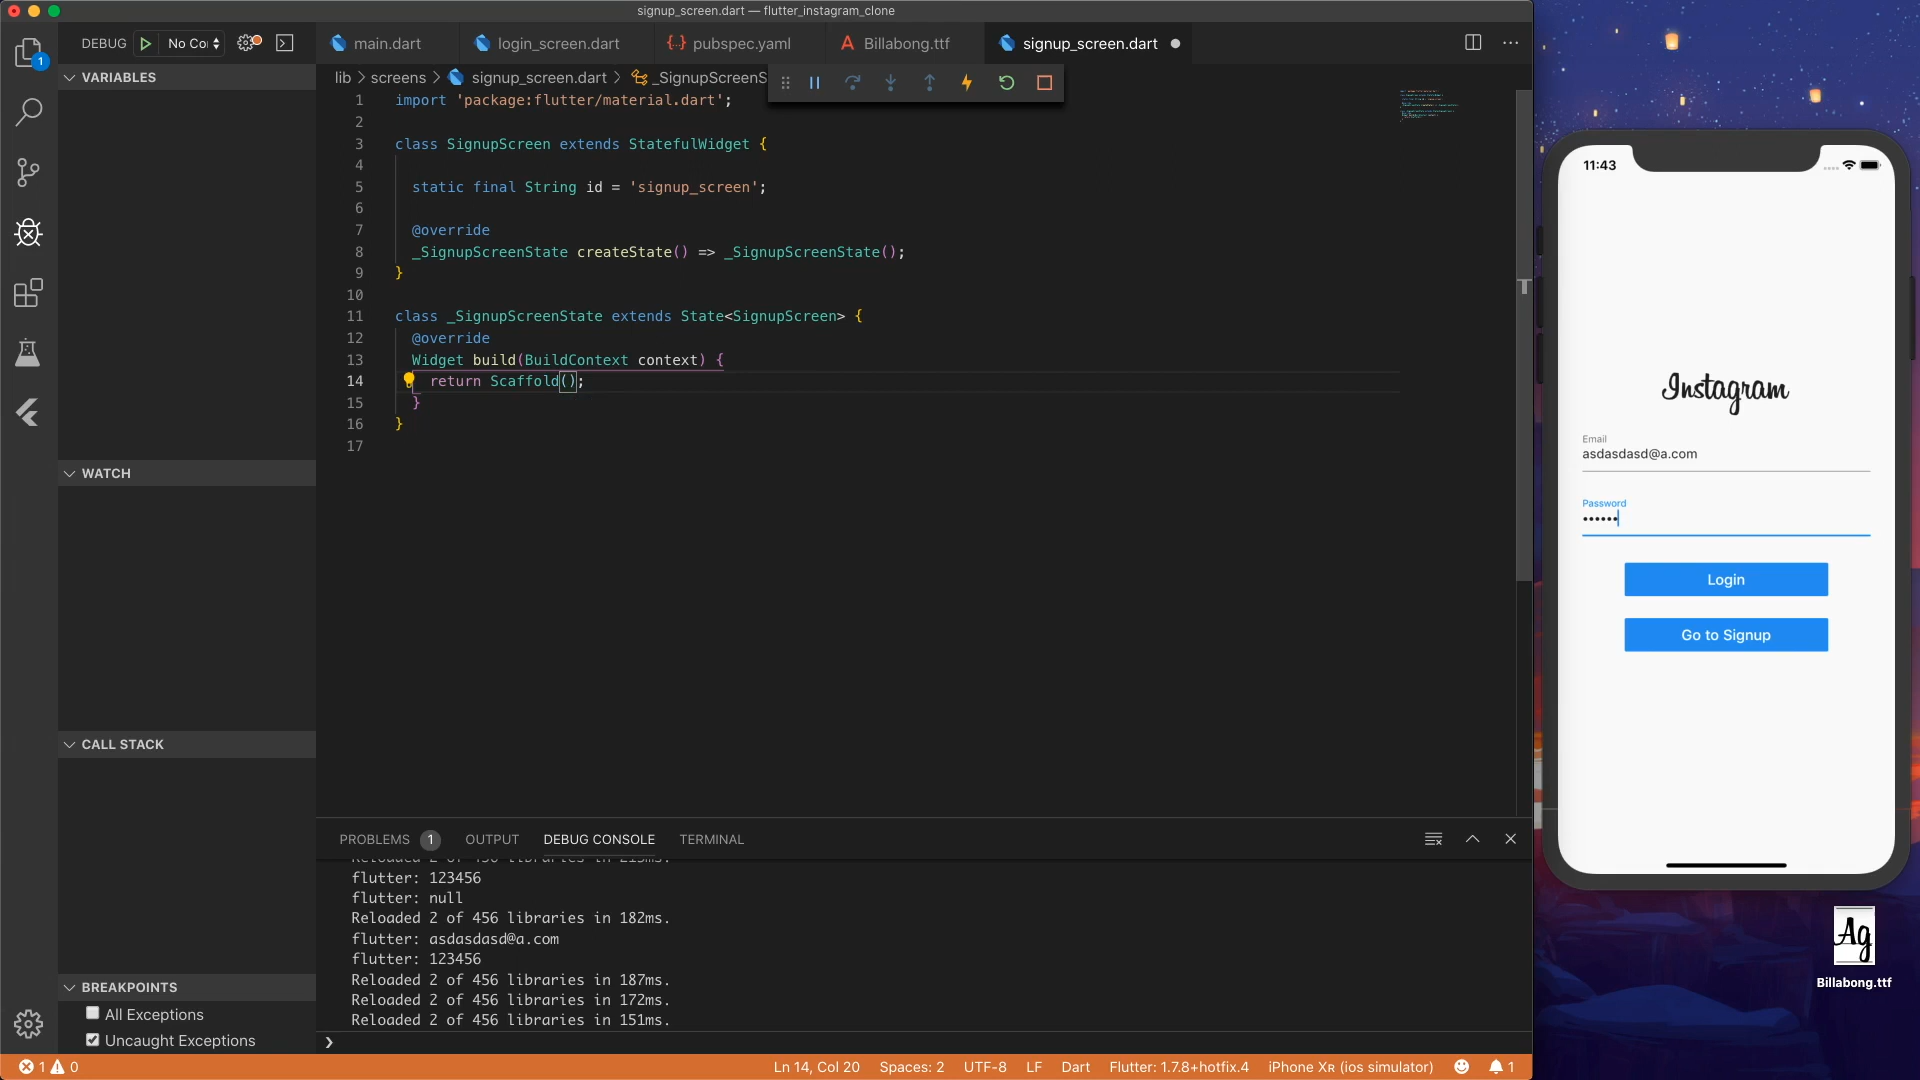 signup_screen.dart — flutter_instagram_clone
1
DEBUG No Co
main.dart
login_screen.dart
pubspec.yaml
Billabong.ttf
signup_screen.dart
VARIABLES
lib > screens > signup_screen.dart > _SignupScreenS
1 import 'package:flutter/material.dart';
2
3 class SignupScreen extends StatefulWidget {
4
5 static final String id = 'signup_screen';
6
7 @override
8 _SignupScreenState createState() => _SignupScreenState();
9 }
10
11 class _SignupScreenState extends State<SignupScreen> {
12 @override
13 Widget build(BuildContext context) {
14 return Scaffold();
15 }
16 }
17
WATCH
CALL STACK
BREAKPOINTS
All Exceptions
Uncaught Exceptions
PROBLEMS 1 OUTPUT DEBUG CONSOLE TERMINAL
flutter: 123456
flutter: null
Reloaded 2 of 456 libraries in 182ms.
flutter: asdasdasd@a.com
flutter: 123456
Reloaded 2 of 456 libraries in 187ms.
Reloaded 2 of 456 libraries in 172ms.
Reloaded 2 of 456 libraries in 151ms.
1 0
Ln 14, Col 20 Spaces: 2 UTF-8 LF Dart Flutter: 1.7.8+hotfix.4 iPhone Xʀ (ios simulator) 1
11:43
Instagram
Email
asdasdasd@a.com
Password
••••••
Login
Go to Signup
Ag
Billabong.ttf